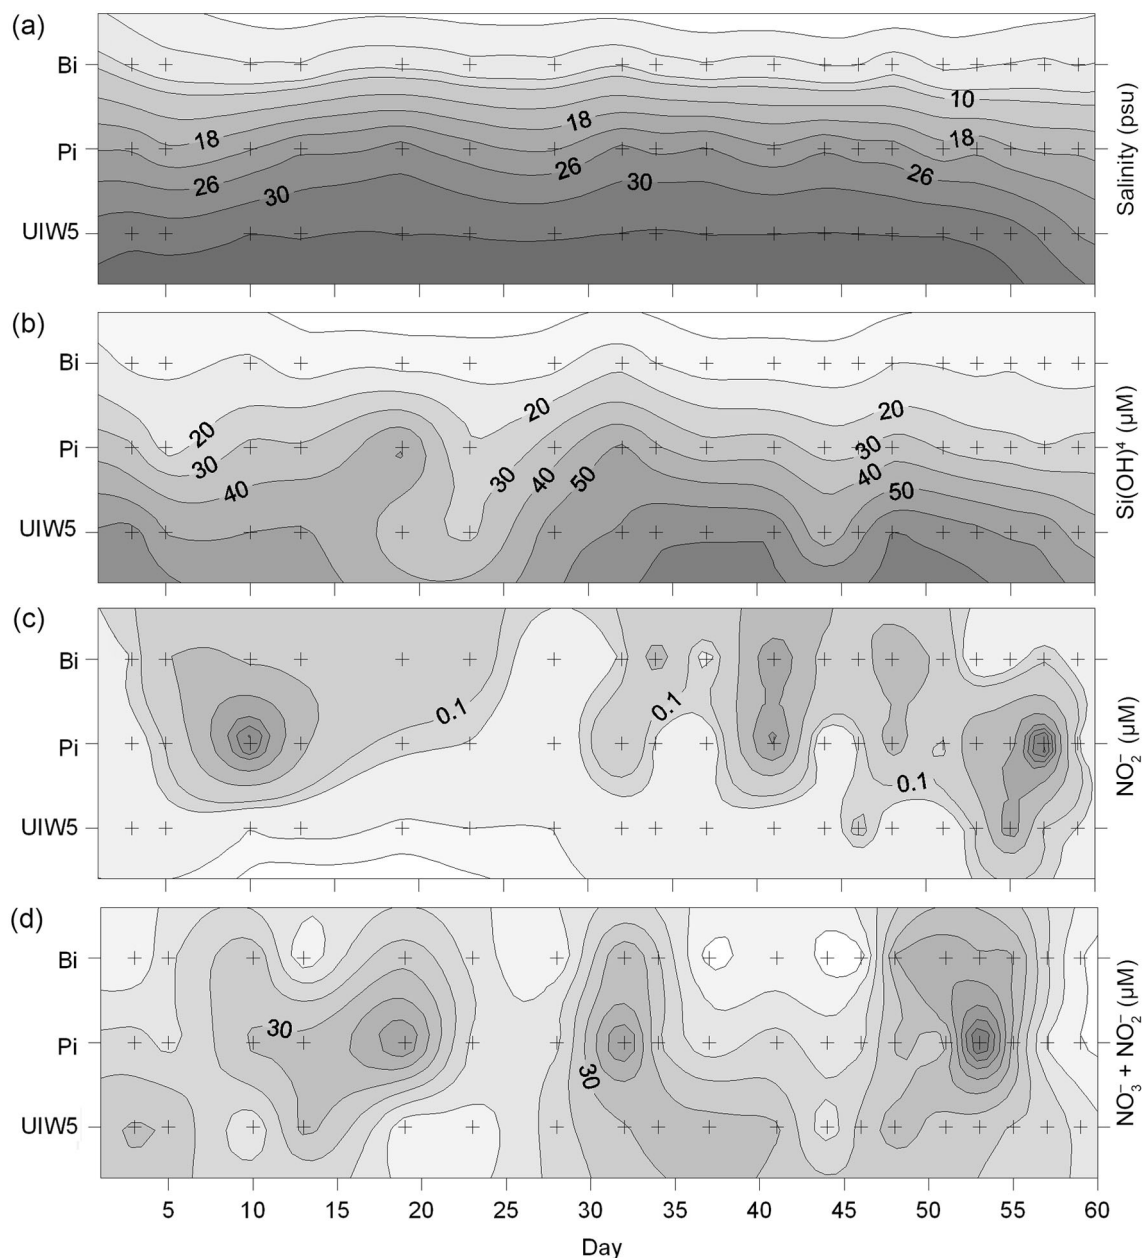 (a)
Bi
Pi
UIW5
10
18
18
18
26
26
26
30
30
Salinity (psu)
(b)
Bi
Pi
UIW5
20
20
20
30
30
30
40
40
40
50
50
Si(OH)⁴ (μM)
(c)
Bi
Pi
UIW5
0.1
0.1
0.1
NO₂⁻ (μM)
(d)
Bi
Pi
UIW5
30
30
NO₃⁻ + NO₂⁻ (μM)
5 10 15 20 25 30 35 40 45 50 55 60
Day